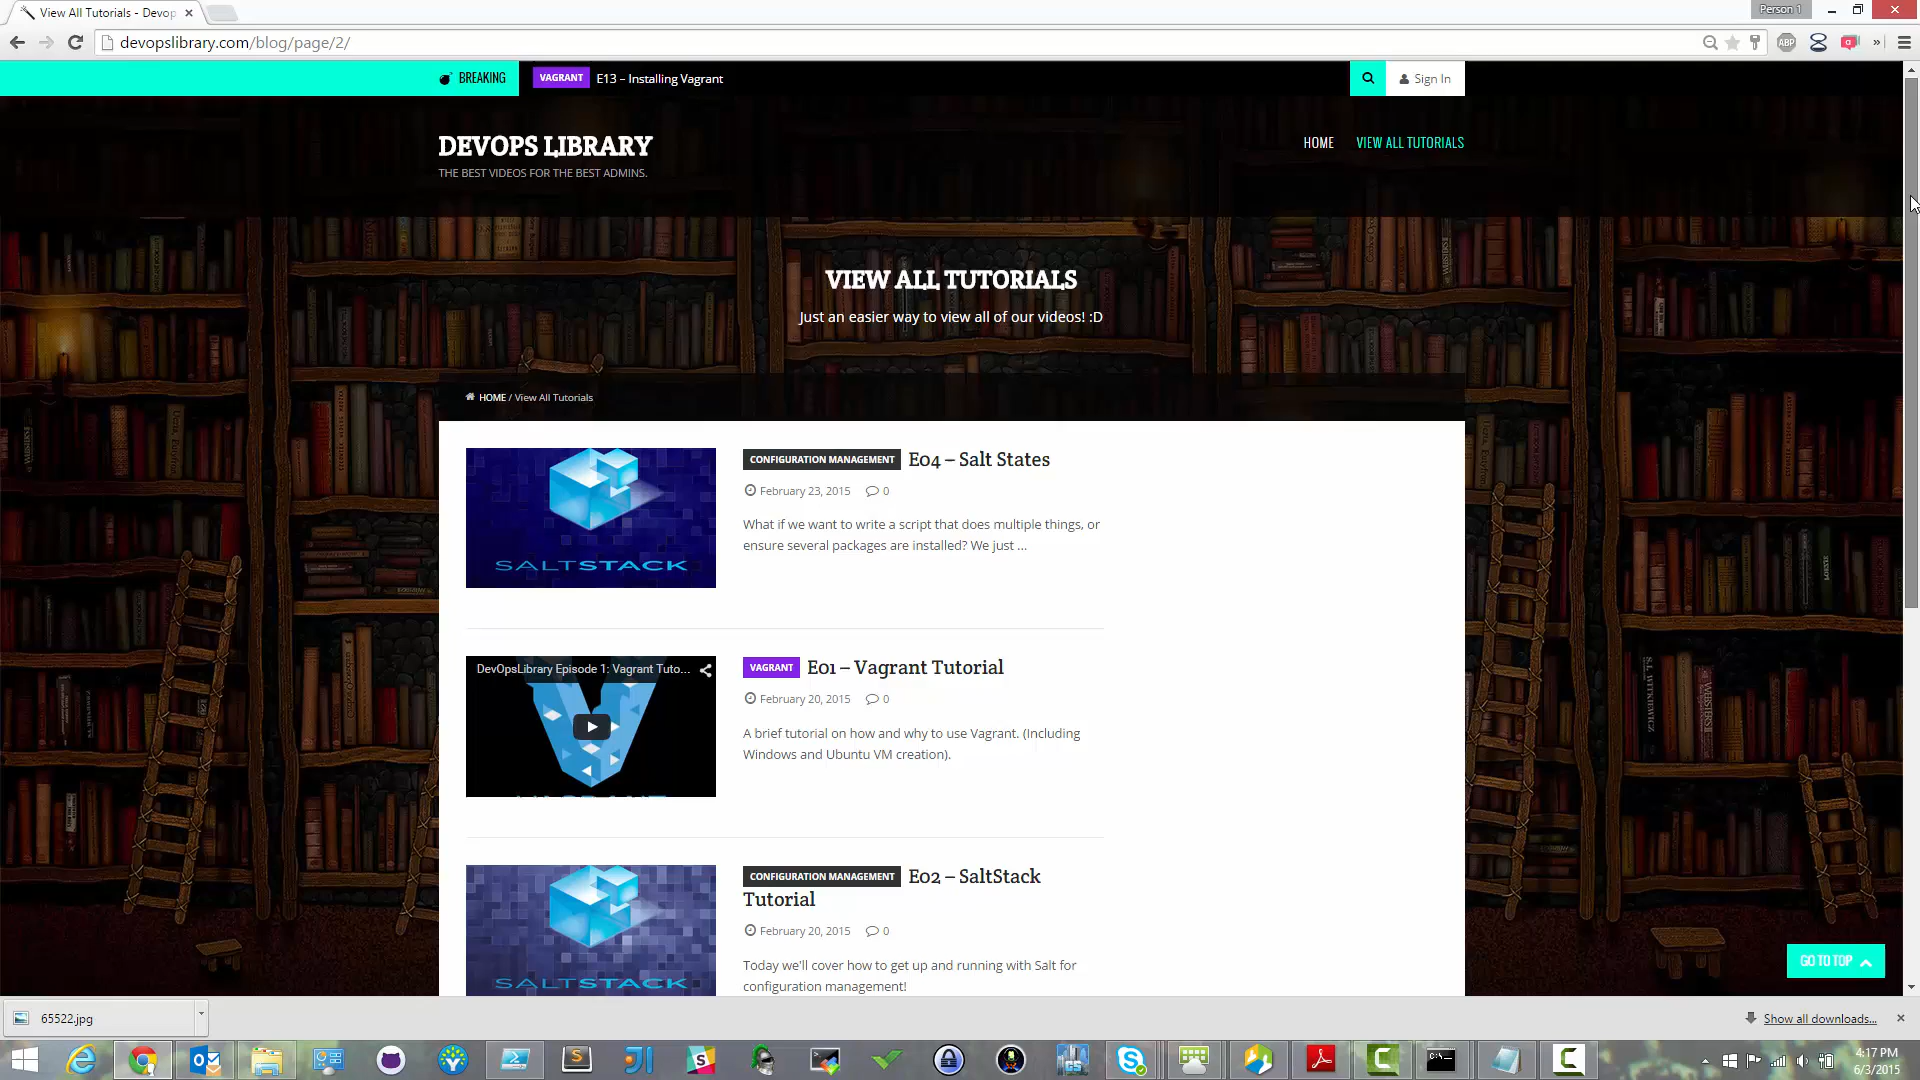 View All Tutorials - Devop
Person 1
devopslibrary.com/blog/page/2/
ABP
BREAKING
VAGRANT
E13 – Installing Vagrant
Sign In
DEVOPS LIBRARY
THE BEST VIDEOS FOR THE BEST ADMINS.
HOME
VIEW ALL TUTORIALS
VIEW ALL TUTORIALS
Just an easier way to view all of our videos! :D
HOME / View All Tutorials
CONFIGURATION MANAGEMENT E04 – Salt States
February 23, 2015 0
What if we want to write a script that does multiple things, or
ensure several packages are installed? We just ...
SALTSTACK
DevOpsLibrary Episode 1: Vagrant Tuto...
VAGRANT E01 – Vagrant Tutorial
February 20, 2015 0
A brief tutorial on how and why to use Vagrant. (Including
Windows and Ubuntu VM creation).
CONFIGURATION MANAGEMENT E02 – SaltStack
Tutorial
February 20, 2015 0
Today we'll cover how to get up and running with Salt for
configuration management!
SALTSTACK
GO TO TOP
65522.jpg
Show all downloads...
4:17 PM
6/3/2015